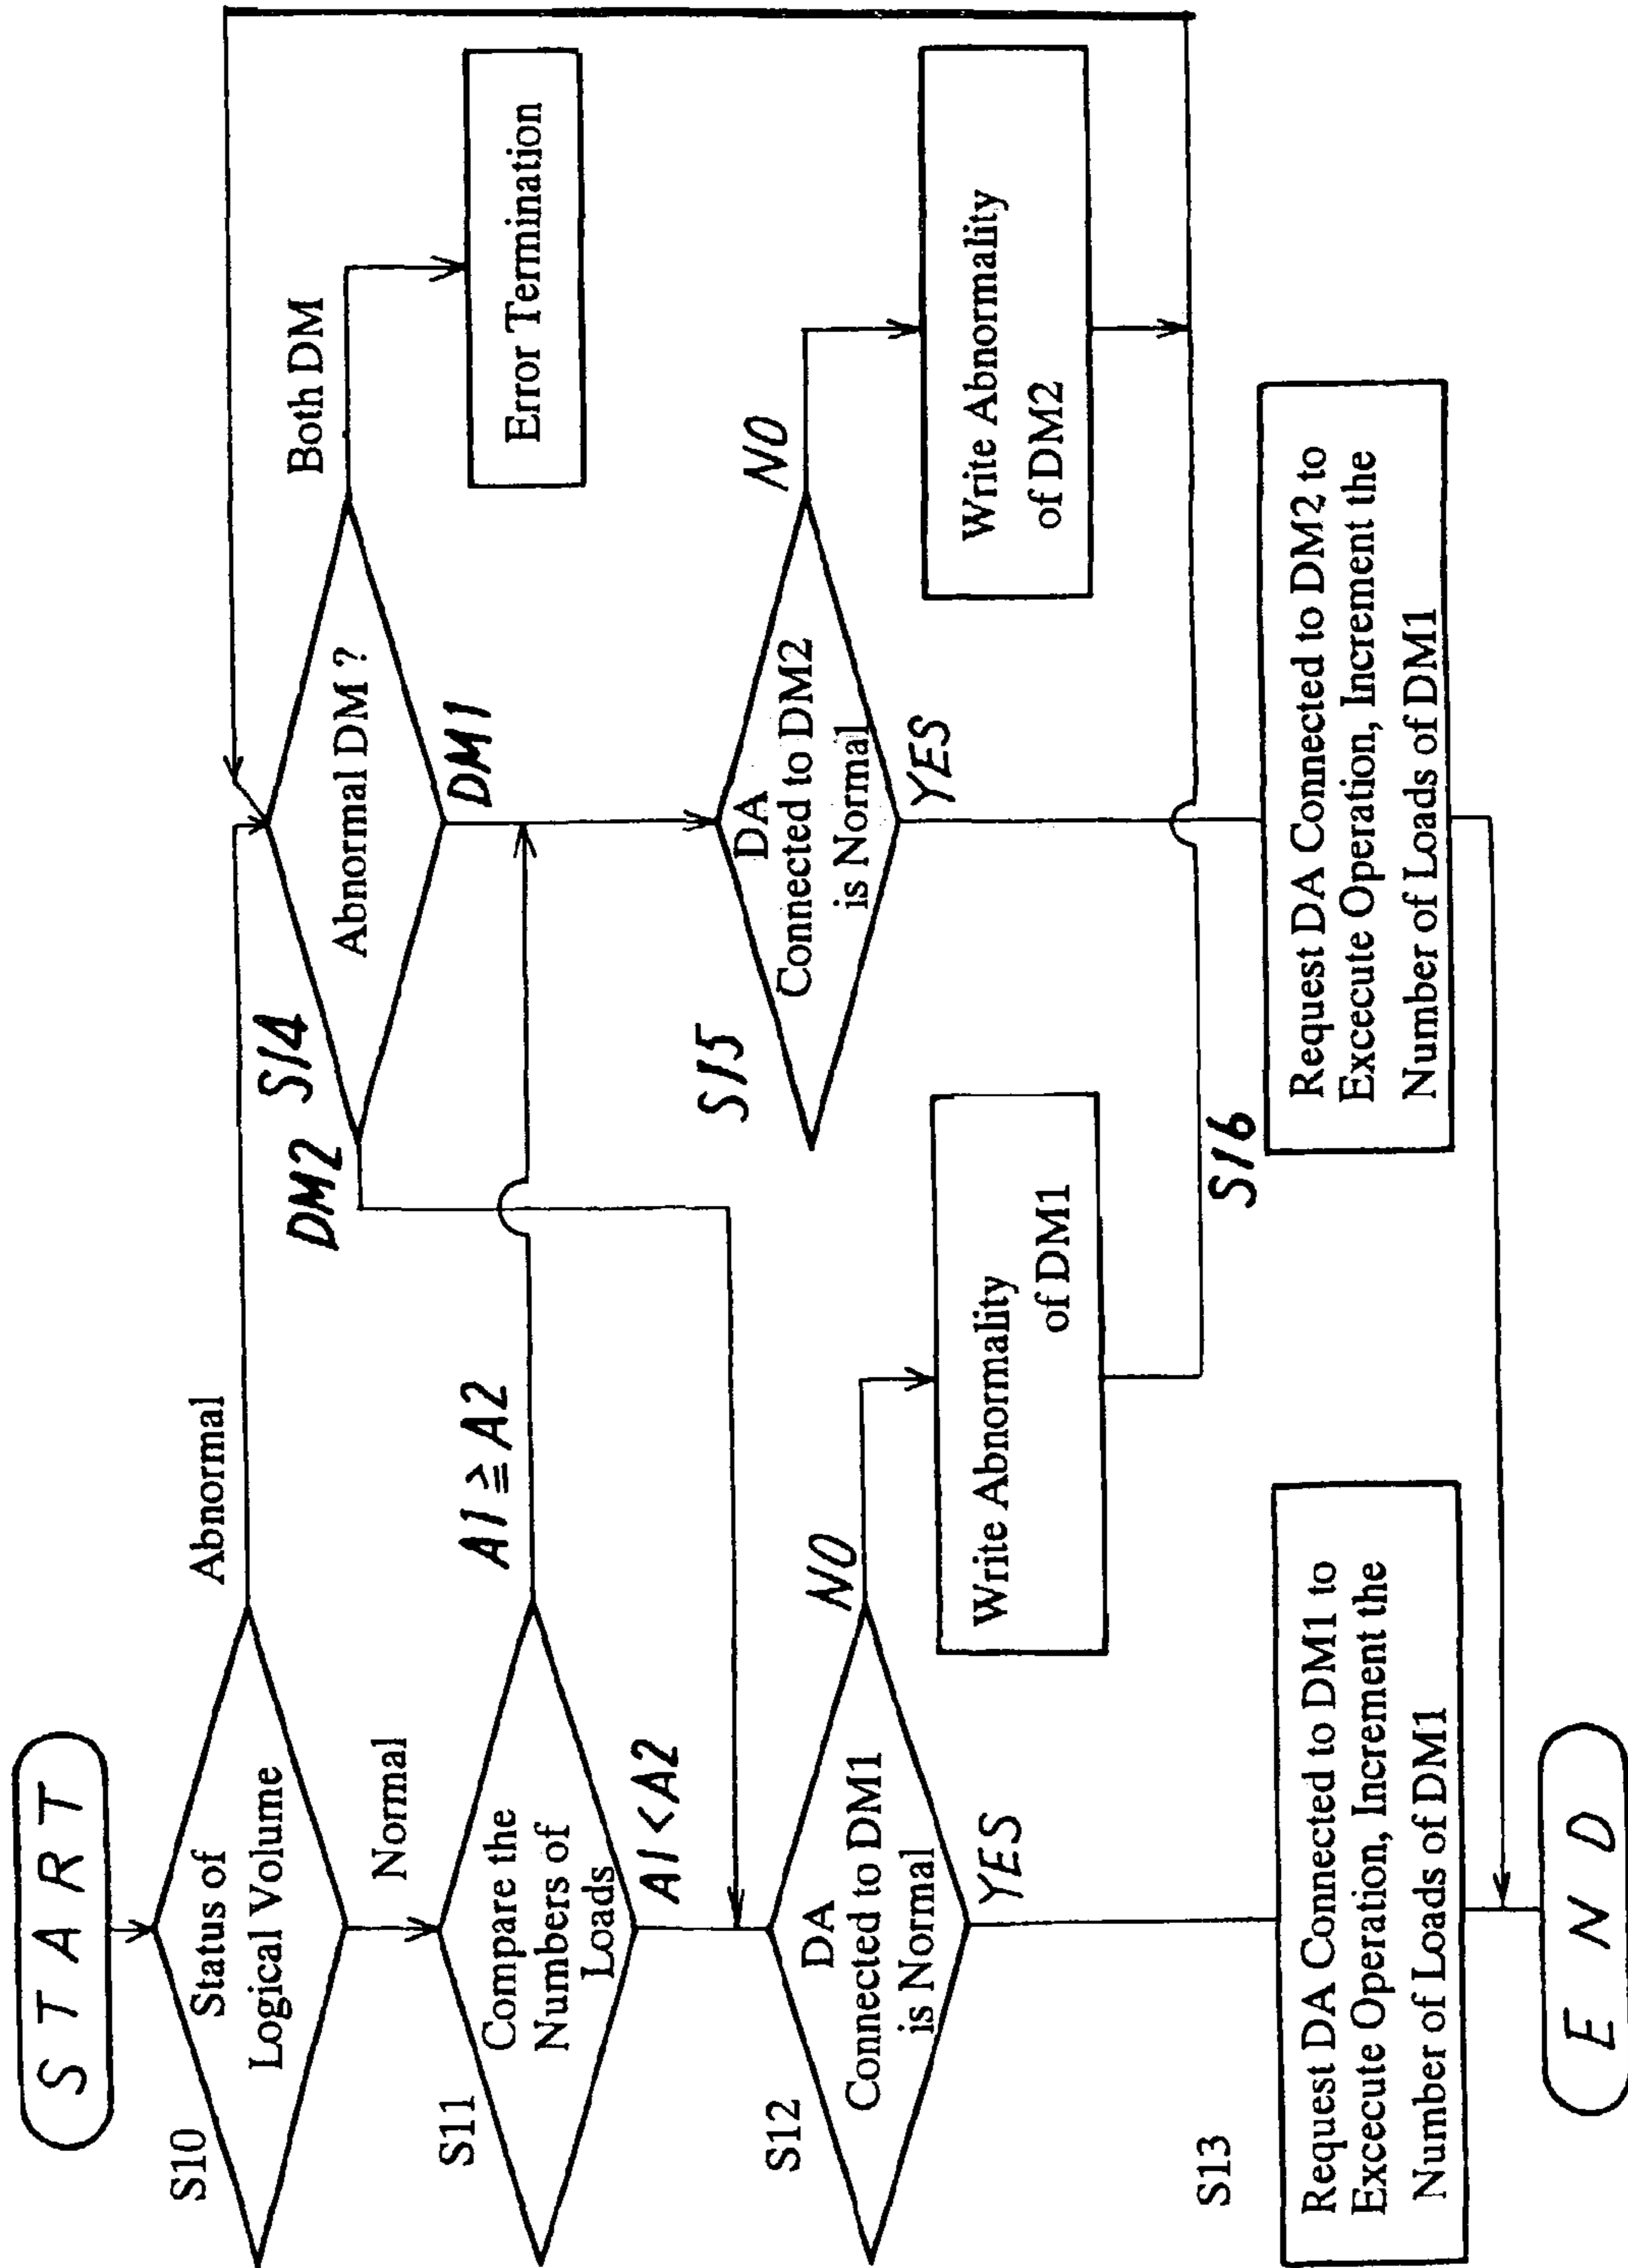 START
S10
Status of
Logical Volume
Abnormal
Normal
S11
Compare the
Numbers of
Loads
A1≧A2
A1<A2
S12
DA
Connected to DM1
is Normal
NO
YES
Write Abnormality
of DM1
S13
Request DA Connected to DM1 to
Excecute Operation, Increment the
Number of Loads of DM1
END
DM2
S14
Abnormal DM ?
Both DM
DM1
Error Termination
S15
DA
Connected to DM2
is Normal
NO
YES
Write Abnormality
of DM2
S16
Request DA Connected to DM2 to
Excecute Operation, Increment the
Number of Loads of DM1